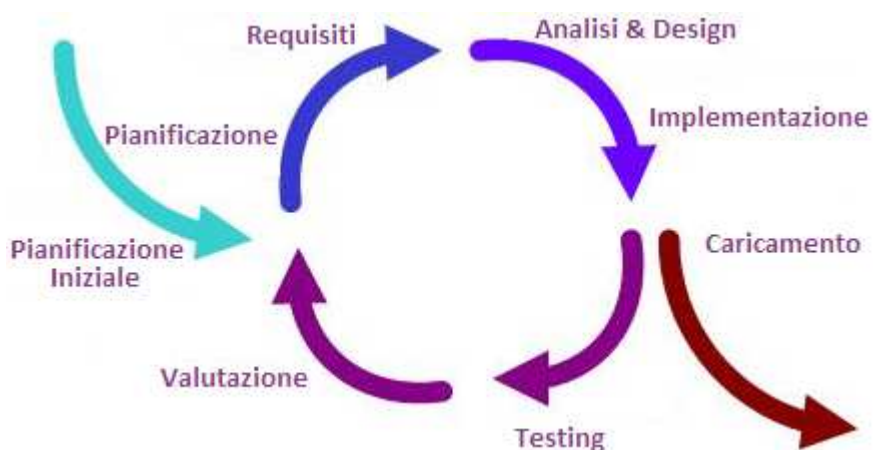 Requisiti
Analisi & Design
Pianificazione
Implementazione
Pianificazione
Iniziale
Caricamento
Valutazione
Testing